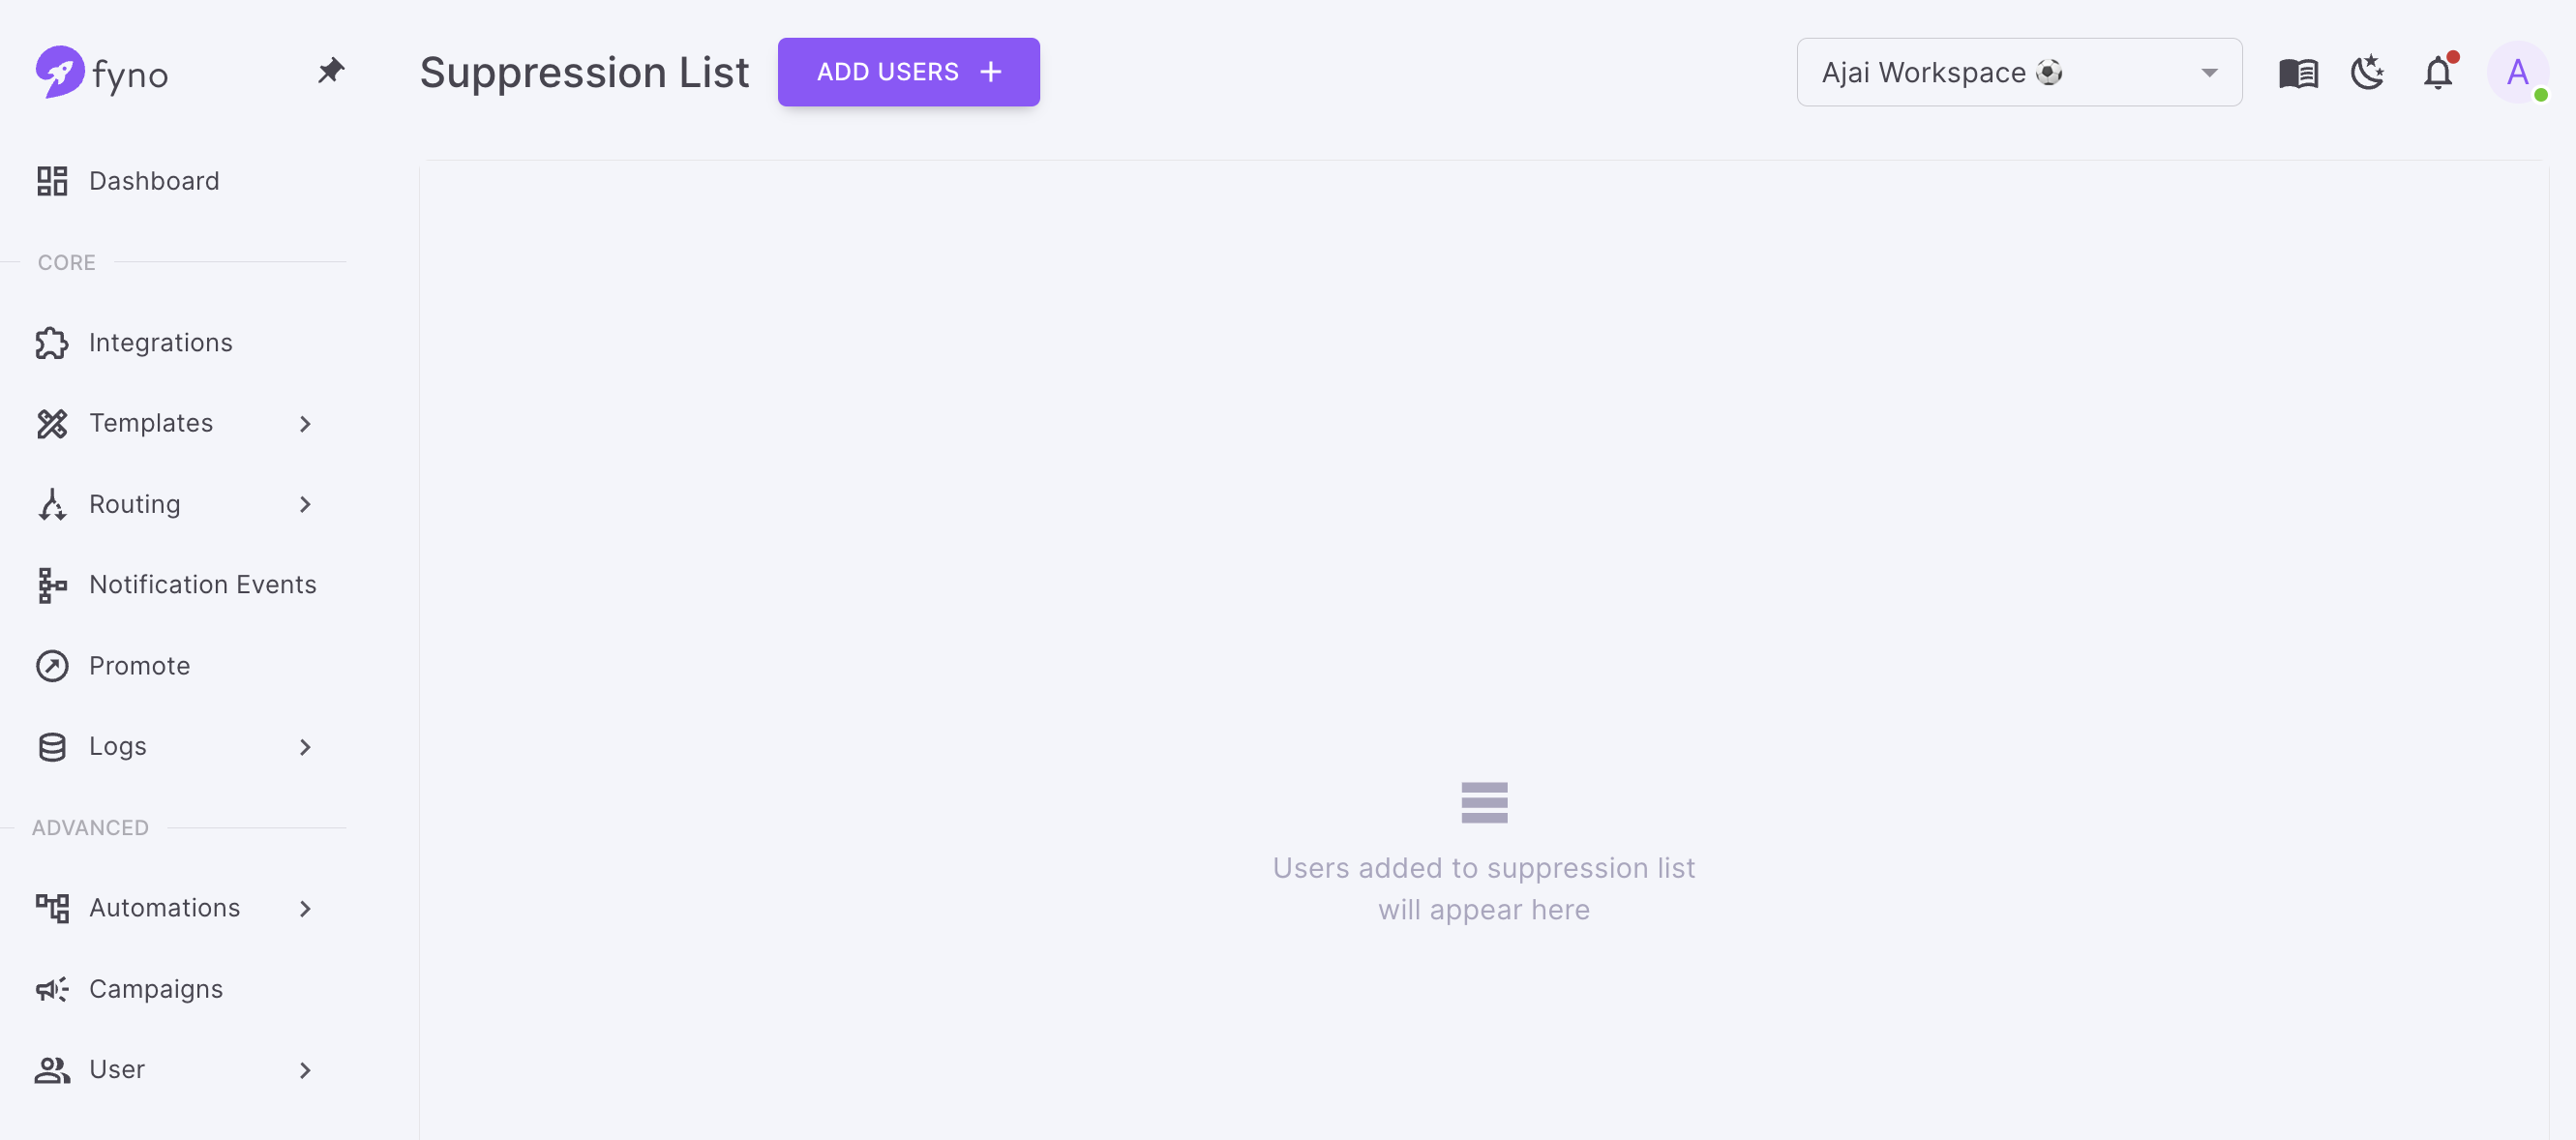 fyno
Suppression List
ADD USERS
Ajai Workspace ⚽
A
Dashboard
CORE
Integrations
Templates
Routing
Notification Events
Promote
Logs
ADVANCED
Automations
Campaigns
User
Users added to suppression list
will appear here